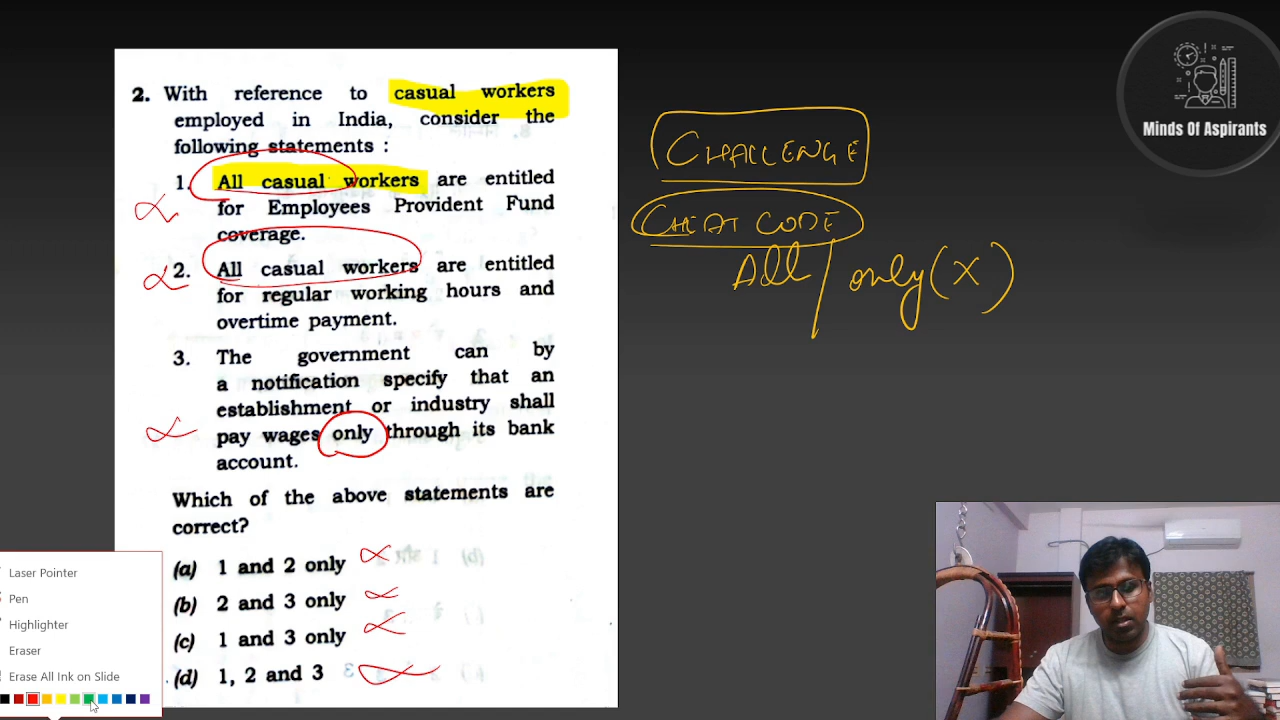 2. With reference to casual workers
employed in India, consider the
following statements :
1. All casual workers are entitled
for Employees Provident Fund
coverage.
2. All casual workers are entitled
for regular working hours and
overtime payment.
3. The government can by
a notification specify that an
establishment or industry shall
pay wages only through its bank
account.
Which of the above statements are
correct?
(a) 1 and 2 only
(b) 2 and 3 only
(c) 1 and 3 only
(d) 1, 2 and 3
CHALLENGE
CHEAT CODE
All/only(X)
Minds Of Aspirants
Laser Pointer
Pen
Highlighter
Eraser
Erase All Ink on Slide